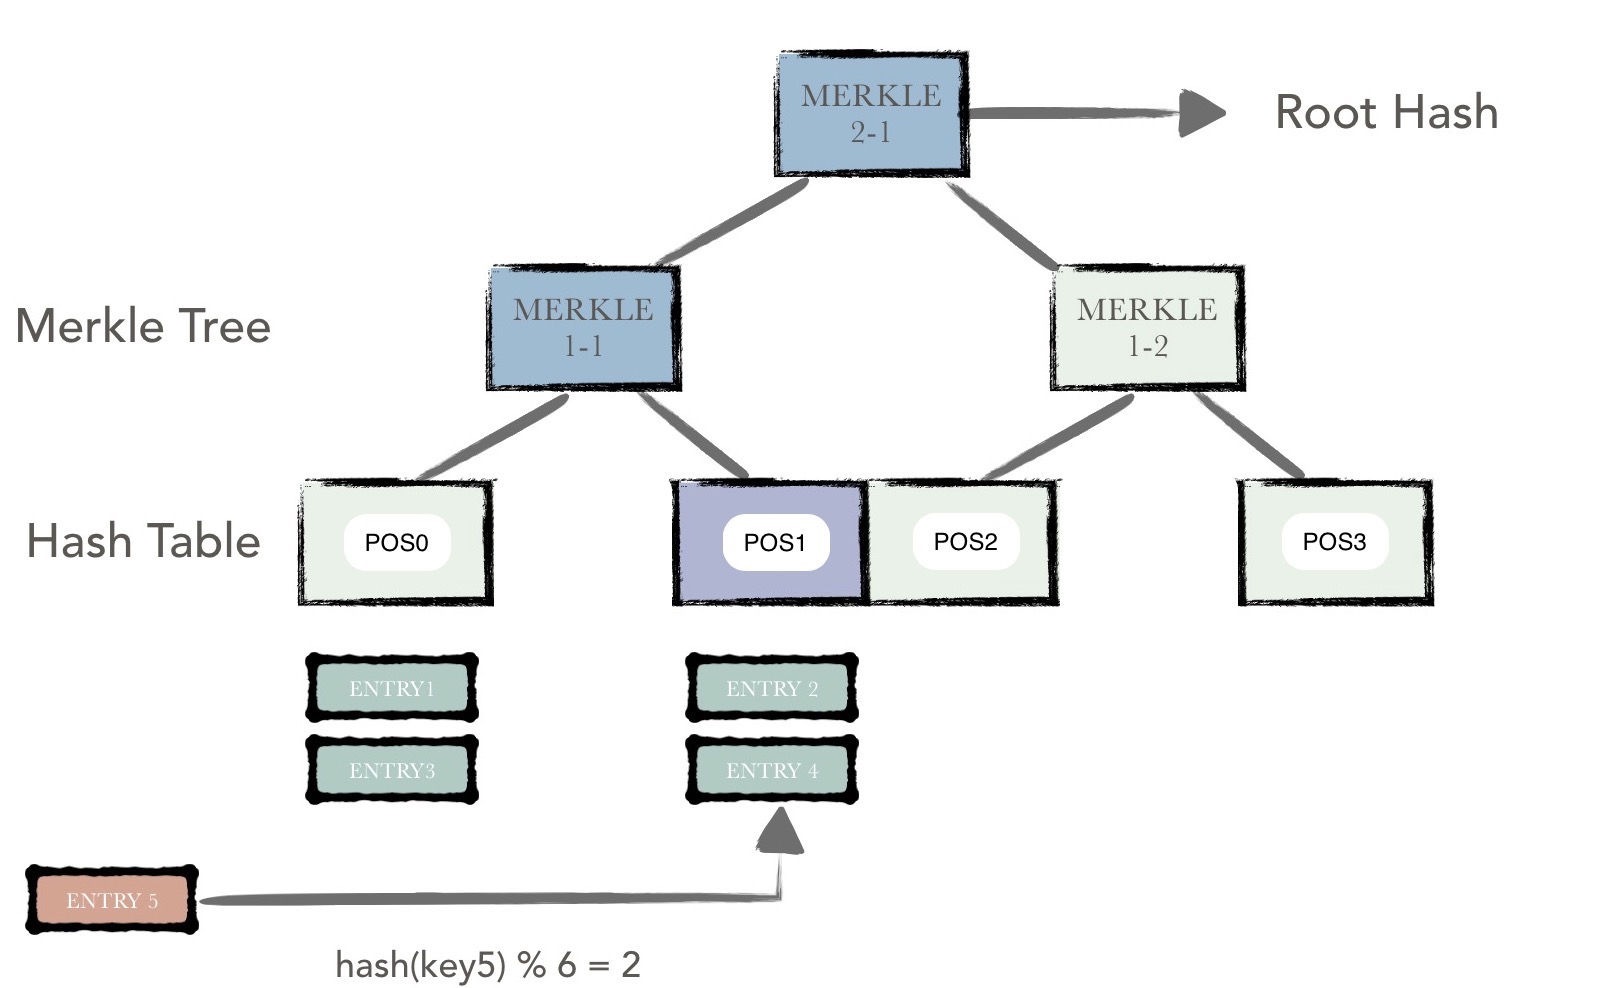 MERKLE
2-1
Root Hash
Merkle Tree
MERKLE
1-1
MERKLE
1-2
Hash Table
POS0
POS1
POS2
POS3
ENTRY1
ENTRY 2
ENTRY3
ENTRY 4
ENTRY 5
hash(key5) % 6 = 2